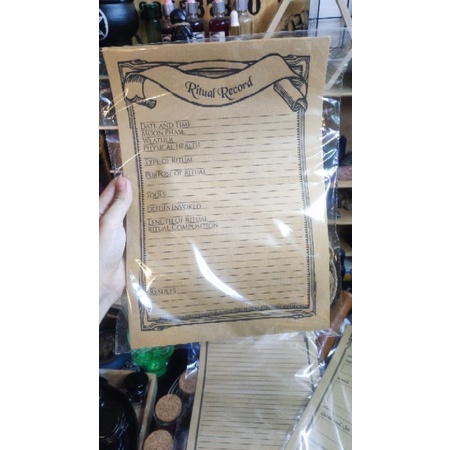 Ritual Record
DATE AND TIME
MOON PHASE
WEATHER
PHYSICAL HEALTH
TYPE OF RITUAL
PURPOSE OF RITUAL
TOOLS
DEITIES INVOKED
LENGTH OF RITUAL
RITUAL COMPOSITION
RESULTS